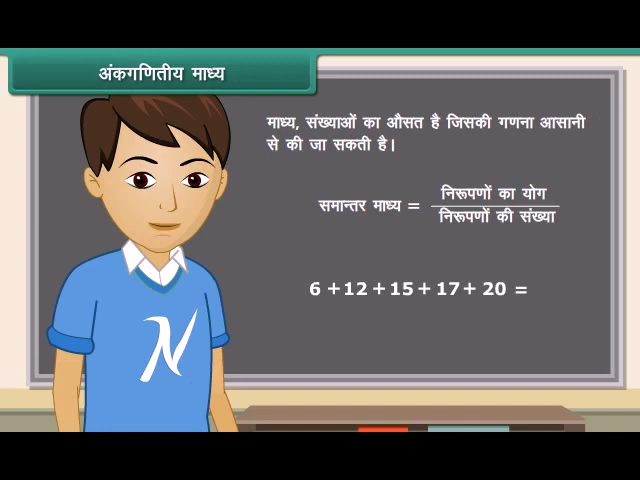 अंकगणितीय माध्य
माध्य, संख्याओं का औसत है जिसकी गणना आसानी
से की जा सकती है।
समान्तर माध्य = निरूपणों का योग
निरूपणों की संख्या
6 + 12 + 15 + 17 + 20 =
N